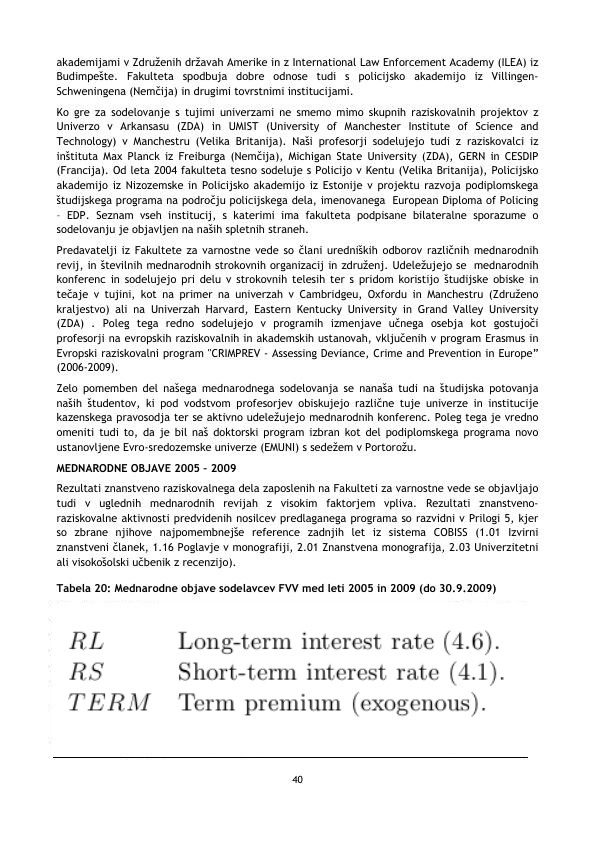 akademijami v Združenih državah Amerike in z International Law Enforcement Academy (ILEA) iz
Budimpešte. Fakulteta spodbuja dobre odnose tudi s policijsko akademijo iz Villingen-
Schweningena (Nemčija) in drugimi tovrstnimi institucijami.
Ko gre za sodelovanje s tujimi univerzami ne smemo mimo skupnih raziskovalnih projektov z
Univerzo v Arkansasu (ZDA) in UMIST (University of Manchester Institute of Science and
Technology) v Manchestru (Velika Britanija). Naši profesorji sodelujejo tudi z raziskovalci iz
inštituta Max Planck iz Freiburga (Nemčija), Michigan State University (ZDA), GERN in CESDIP
(Francija). Od leta 2004 fakulteta tesno sodeluje s Policijo v Kentu (Velika Britanija), Policijsko
akademijo iz Nizozemske in Policijsko akademijo iz Estonije v projektu razvoja podiplomskega
študijskega programa na področju policijskega dela, imenovanega European Diploma of Policing
– EDP. Seznam vseh institucij, s katerimi ima fakulteta podpisane bilateralne sporazume o
sodelovanju je objavljen na naših spletnih straneh.
Predavatelji iz Fakultete za varnostne vede so člani uredniških odborov različnih mednarodnih
revij, in številnih mednarodnih strokovnih organizacij in združenj. Udeležujejo se mednarodnih
konferenc in sodelujejo pri delu v strokovnih telesih ter s pridom koristijo študijske obiske in
tečaje v tujini, kot na primer na univerzah v Cambridgeu, Oxfordu in Manchestru (Združeno
kraljestvo) ali na Univerzah Harvard, Eastern Kentucky University in Grand Valley University
(ZDA) . Poleg tega redno sodelujejo v programih izmenjave učnega osebja kot gostujoči
profesorji na evropskih raziskovalnih in akademskih ustanovah, vključenih v program Erasmus in
Evropski raziskovalni program "CRIMPREV - Assessing Deviance, Crime and Prevention in Europe”
(2006-2009).
Zelo pomemben del našega mednarodnega sodelovanja se nanaša tudi na študijska potovanja
naših študentov, ki pod vodstvom profesorjev obiskujejo različne tuje univerze in institucije
kazenskega pravosodja ter se aktivno udeležujejo mednarodnih konferenc. Poleg tega je vredno
omeniti tudi to, da je bil naš doktorski program izbran kot del podiplomskega programa novo
ustanovljene Evro-sredozemske univerze (EMUNI) s sedežem v Portorožu.
MEDNARODNE OBJAVE 2005 – 2009
Rezultati znanstveno raziskovalnega dela zaposlenih na Fakulteti za varnostne vede se objavljajo
tudi v uglednih mednarodnih revijah z visokim faktorjem vpliva. Rezultati znanstveno-
raziskovalne aktivnosti predvidenih nosilcev predlaganega programa so razvidni v Prilogi 5, kjer
so zbrane njihove najpomembnejše reference zadnjih let iz sistema COBISS (1.01 Izvirni
znanstveni članek, 1.16 Poglavje v monografiji, 2.01 Znanstvena monografija, 2.03 Univerzitetni
ali visokošolski učbenik z recenzijo).
Tabela 20: Mednarodne objave sodelavcev FVV med leti 2005 in 2009 (do 30.9.2009)
RL Long-term interest rate (4.6).
RS Short-term interest rate (4.1).
TERM Term premium (exogenous).
40